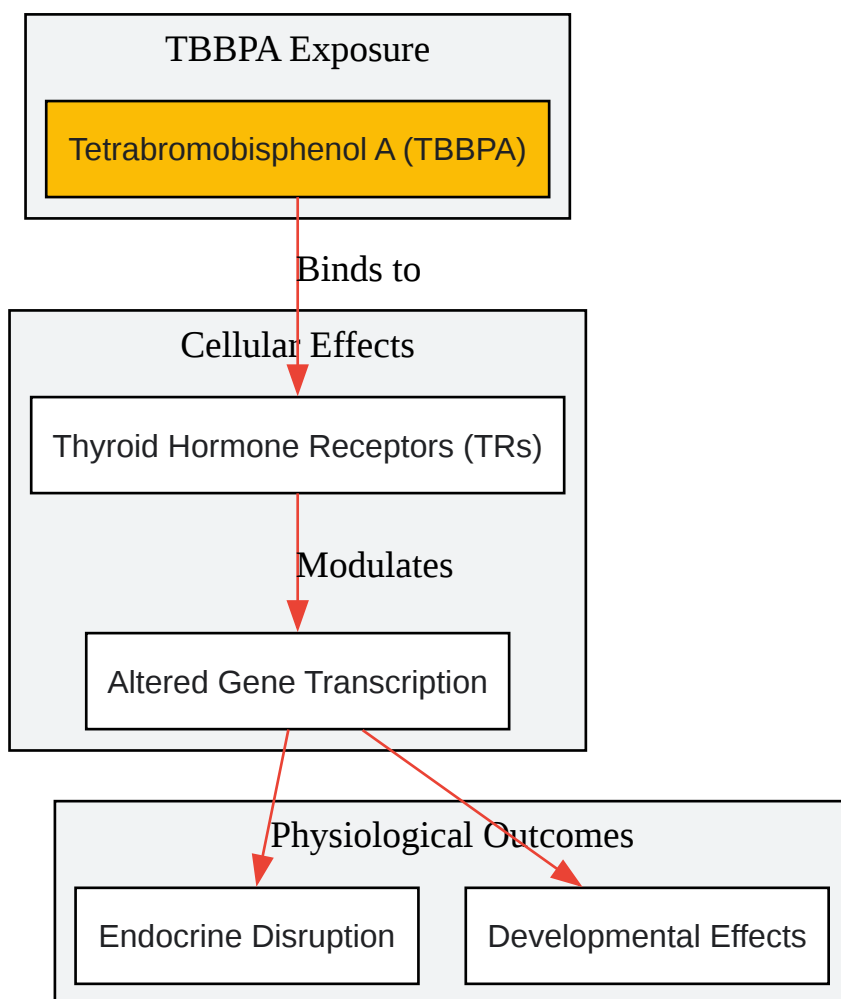 TBBPA Exposure
Tetrabromobisphenol A (TBBPA)
Binds to
Cellular Effects
Thyroid Hormone Receptors (TRs)
Modulates
Altered Gene Transcription
Physiological Outcomes
Endocrine Disruption
Developmental Effects